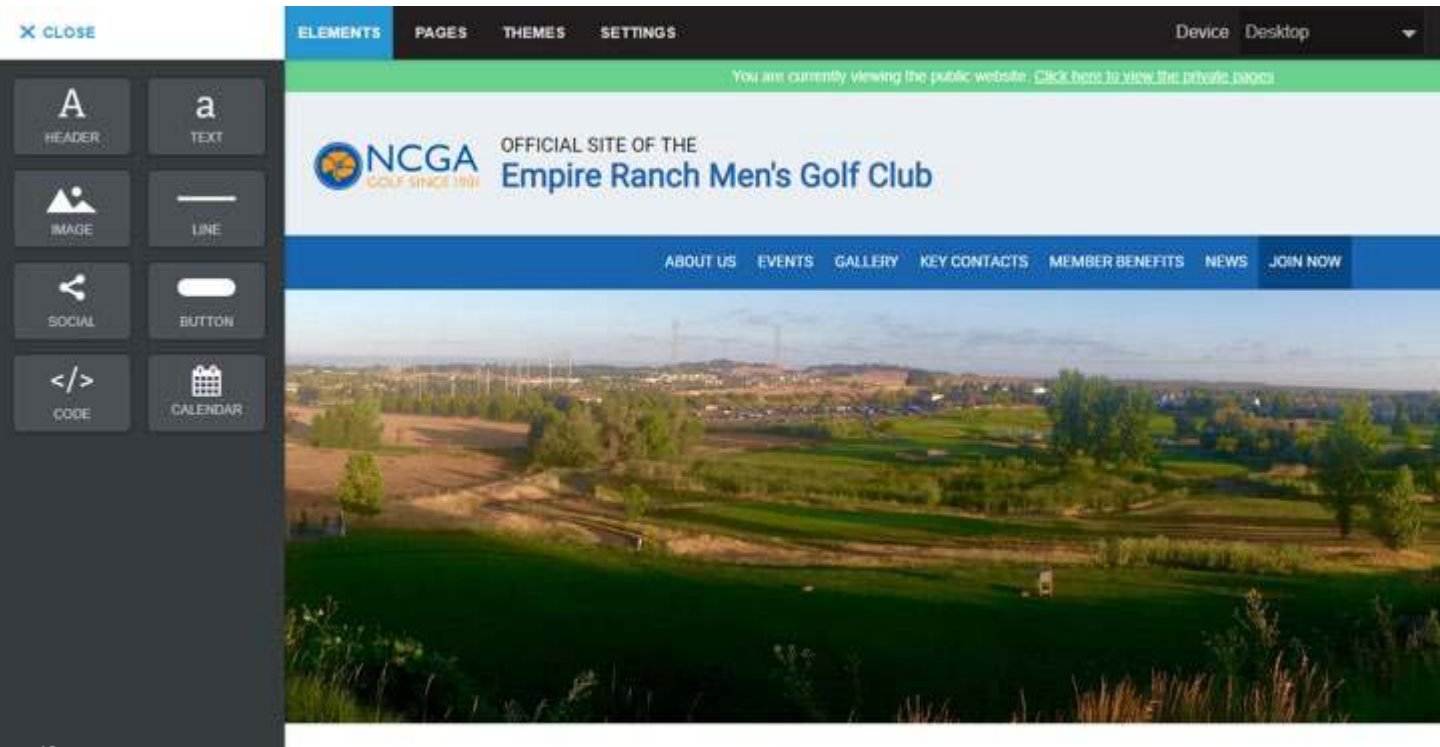 CLOSE
ELEMENTS PAGES THEMES SETTINGS Device Desktop
You are currently viewing the public website. Click here to view the private pages
A a
HEADER TEXT
IMAGE LINE
SOCIAL BUTTON
</>
CODE CALENDAR
NCGA
GOLF SINCE 1901
OFFICIAL SITE OF THE
Empire Ranch Men's Golf Club
ABOUT US EVENTS GALLERY KEY CONTACTS MEMBER BENEFITS NEWS JOIN NOW